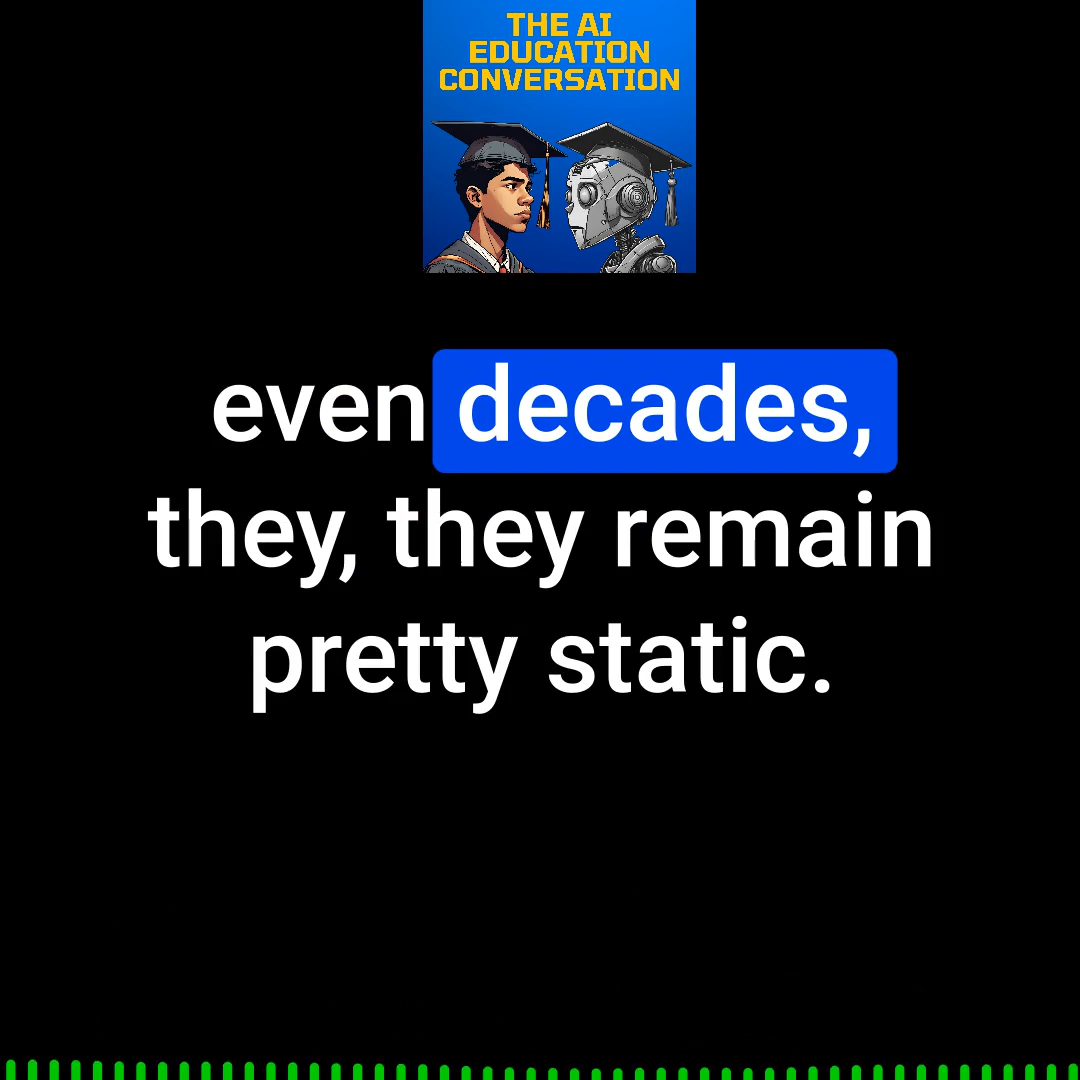 THE AI
EDUCATION
CONVERSATION
even decades,
they, they remain
pretty static.